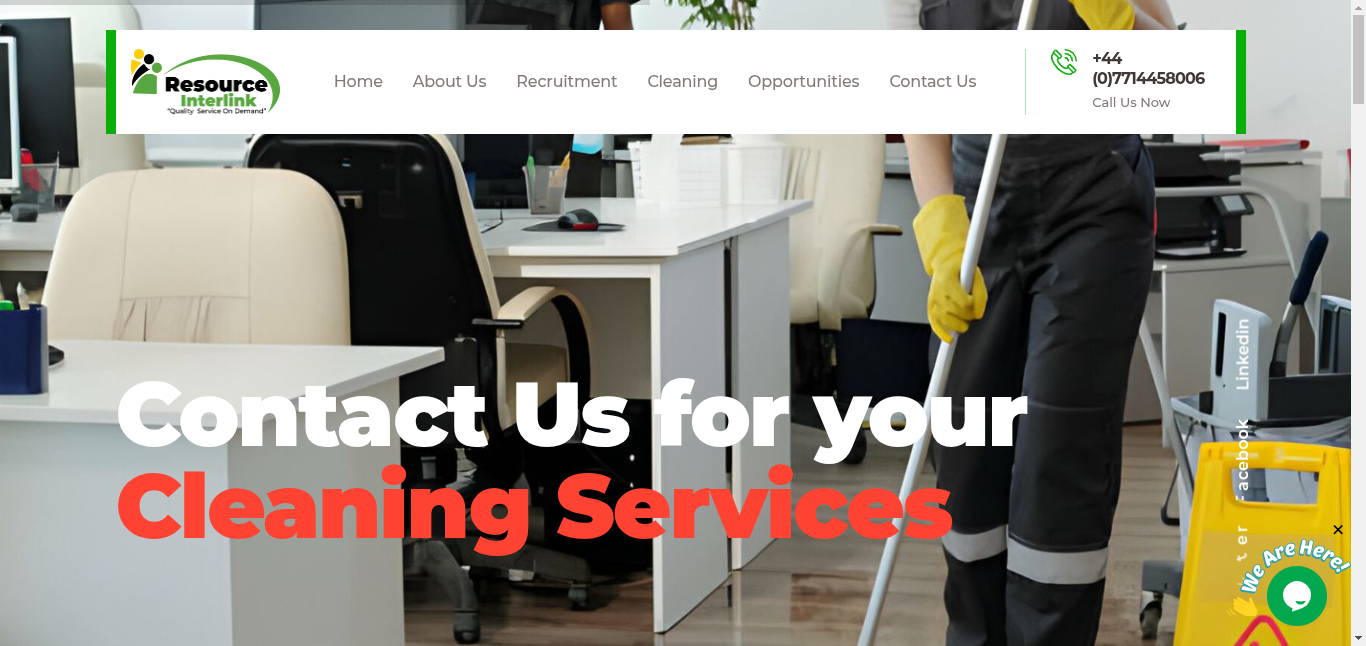 Resource
Interlink
"Quality Service On Demand"
Home
About Us
Recruitment
Cleaning
Opportunities
Contact Us
+44
(0)7714458006
Call Us Now
Contact Us for your
Cleaning Services
Linkedin
Facebook
We Are Here!